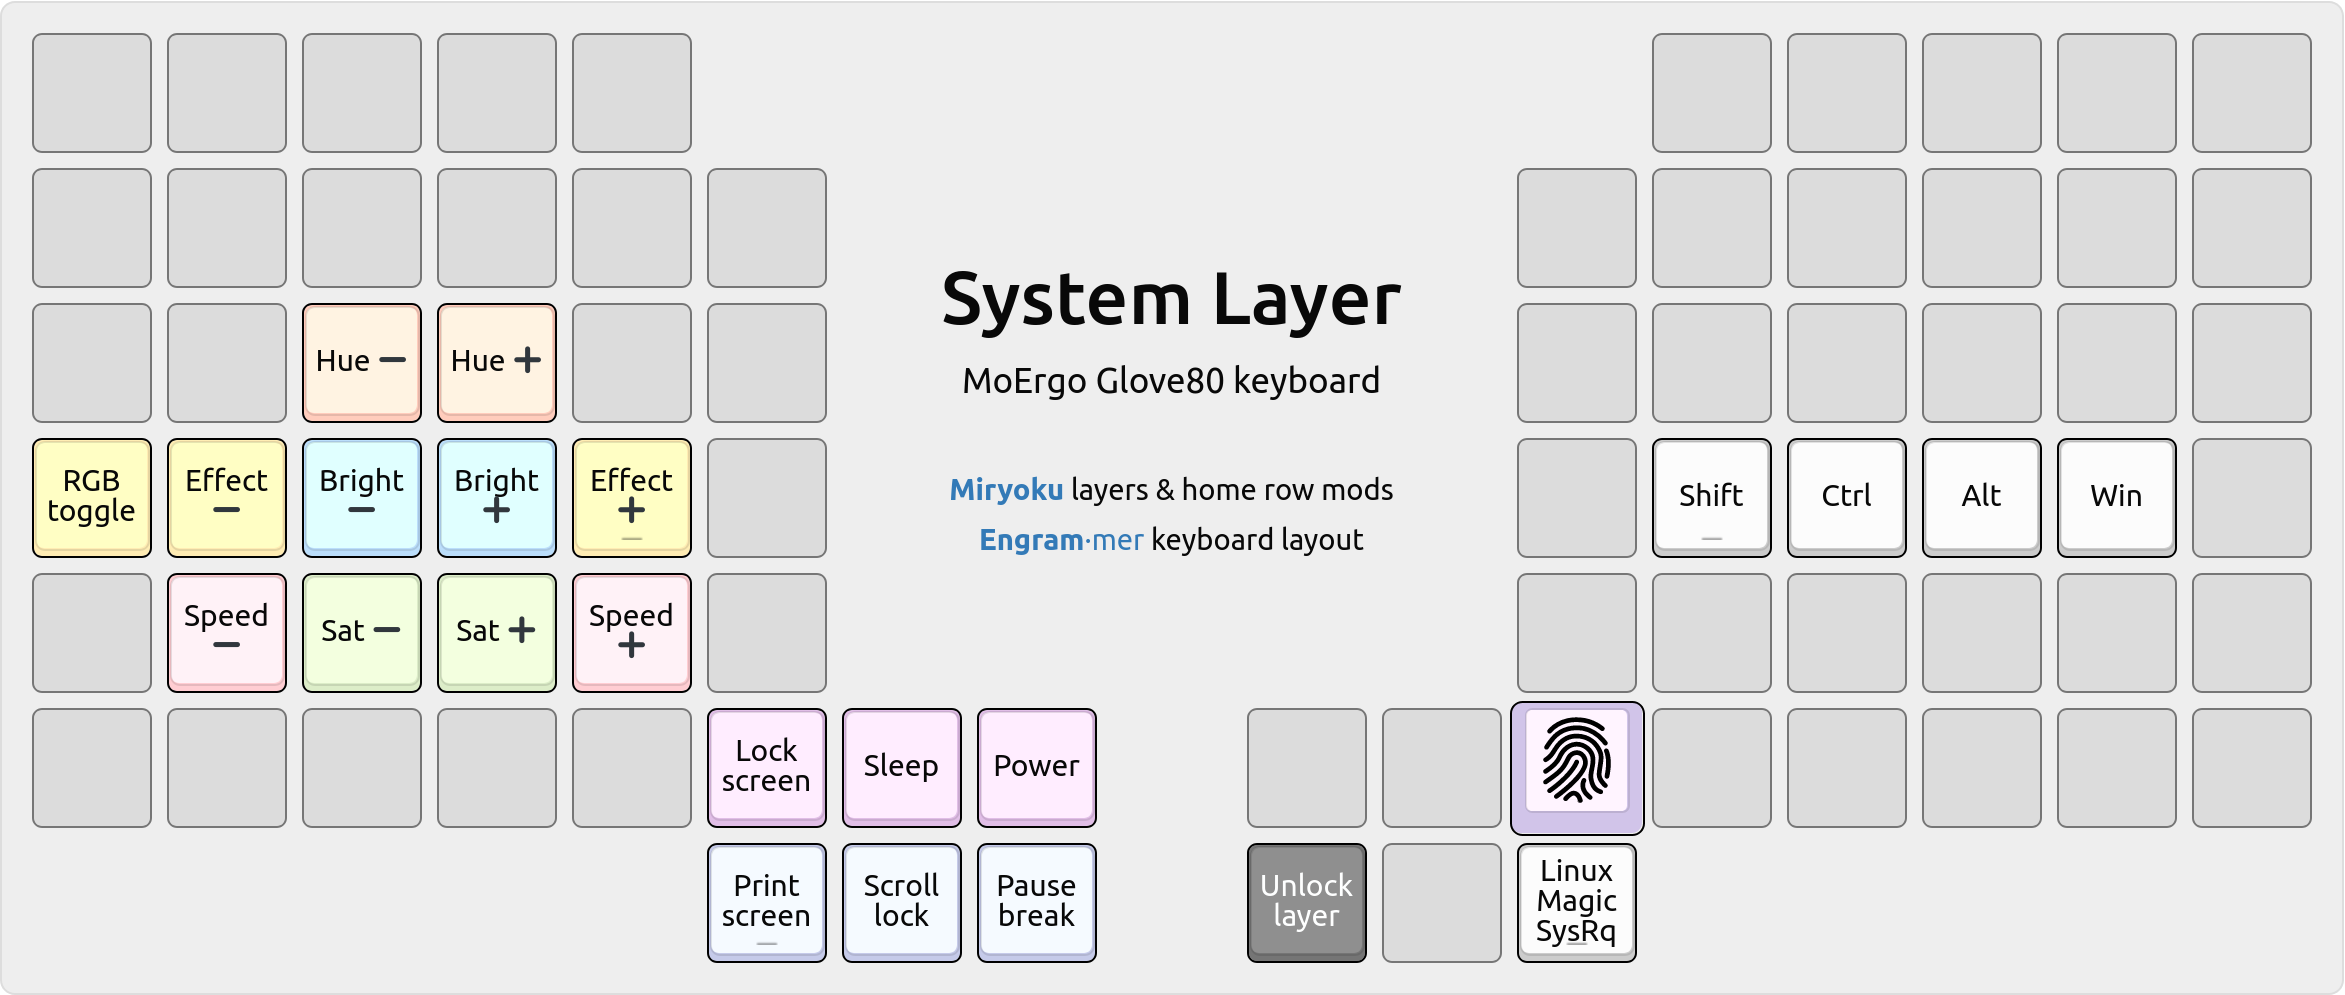 System Layer
MoErgo Glove80 keyboard
Hue −
Hue +
Miryoku layers & home row mods
Engram·mer keyboard layout
RGB
toggle
Effect
−
Bright
−
Bright
+
Effect
+
Shift
Ctrl
Alt
Win
Speed
−
Sat −
Sat +
Speed
+
Lock
screen
Sleep
Power
Print
screen
Scroll
lock
Pause
break
Unlock
layer
Linux
Magic
SysRq